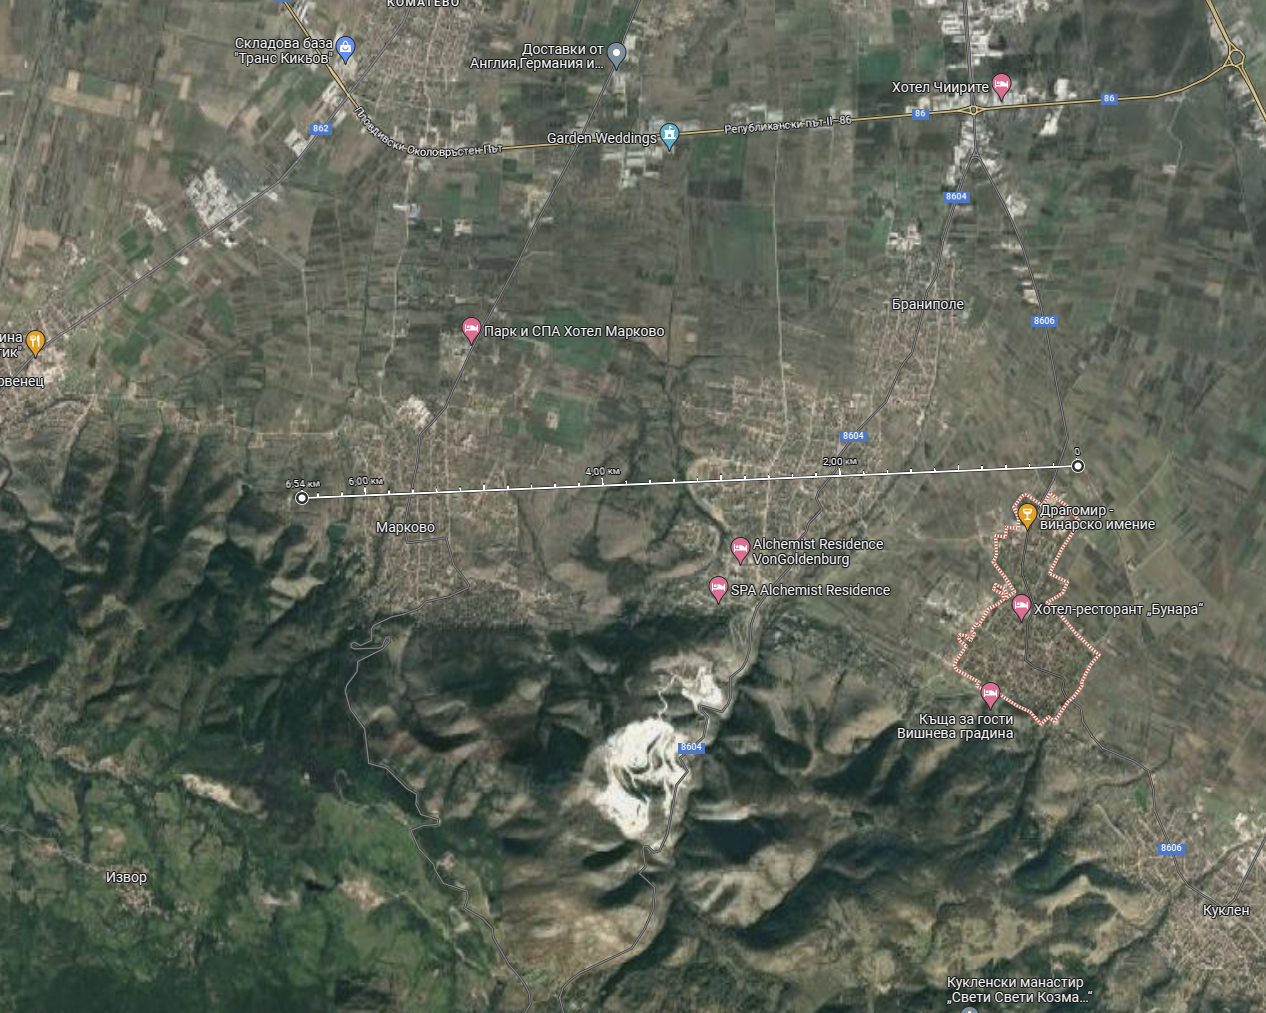 КОМАТЕВО
Складова база
"Транс Кикьов"
Доставки от
Англия,Германия и...
Хотел Чиирите
86
86
862
Пловдивски Околовръстен Път
Garden Weddings
Републикански път II-86
8604
Браниполе
8606
Парк и СПА Хотел Марково
8604
0
2,00 км
4,00 км
6,00 км
6,54 км
Марково
Драгомир -
винарско имение
Alchemist Residence
VonGoldenburg
SPA Alchemist Residence
Хотел-ресторант „Бунара“
Къща за гости
Вишнева градина
8604
8606
Извор
Куклен
Кукленски манастир
„Свети Свети Козма...“